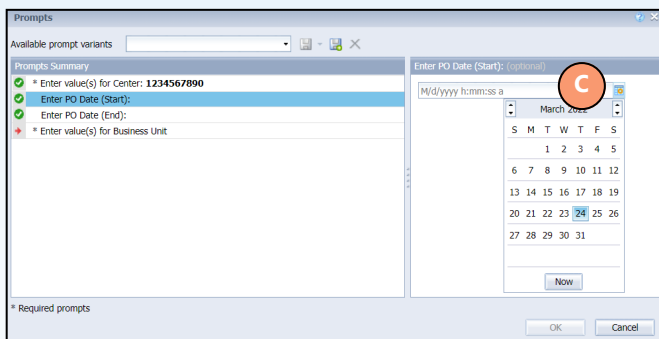 Prompts
Available prompt variants
Prompts Summary
* Enter value(s) for Center: 1234567890
Enter PO Date (Start):
Enter PO Date (End):
* Enter value(s) for Business Unit
Enter PO Date (Start): (optional)
M/d/yyyy h:mm:ss a
C
March 2022
S M T W T F S
1 2 3 4 5
6 7 8 9 10 11 12
13 14 15 16 17 18 19
20 21 22 23 24 25 26
27 28 29 30 31
Now
* Required prompts
OK Cancel